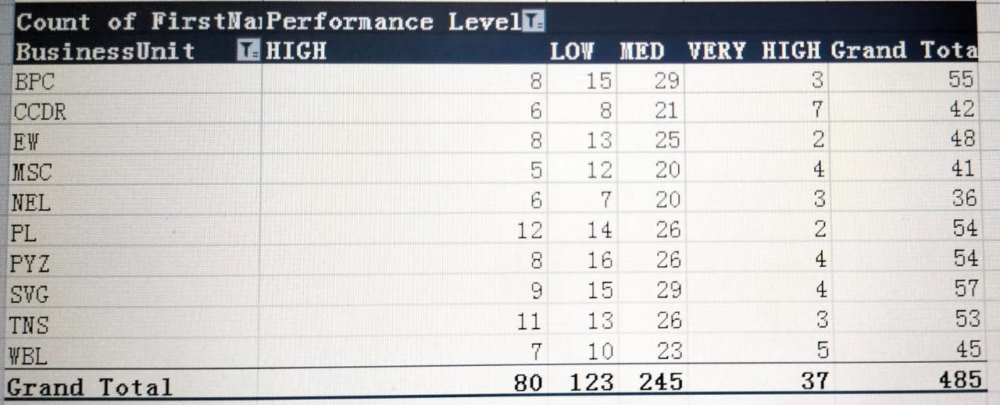 Count of FirstNa Performance Level
BusinessUnit HIGH LOW MED VERY HIGH Grand Tota
BPC 8 15 29 3 55
CCDR 6 8 21 7 42
EW 8 13 25 2 48
MSC 5 12 20 4 41
NEL 6 7 20 3 36
PL 12 14 26 2 54
PYZ 8 16 26 4 54
SVG 9 15 29 4 57
TNS 11 13 26 3 53
WBL 7 10 23 5 45
Grand Total 80 123 245 37 485